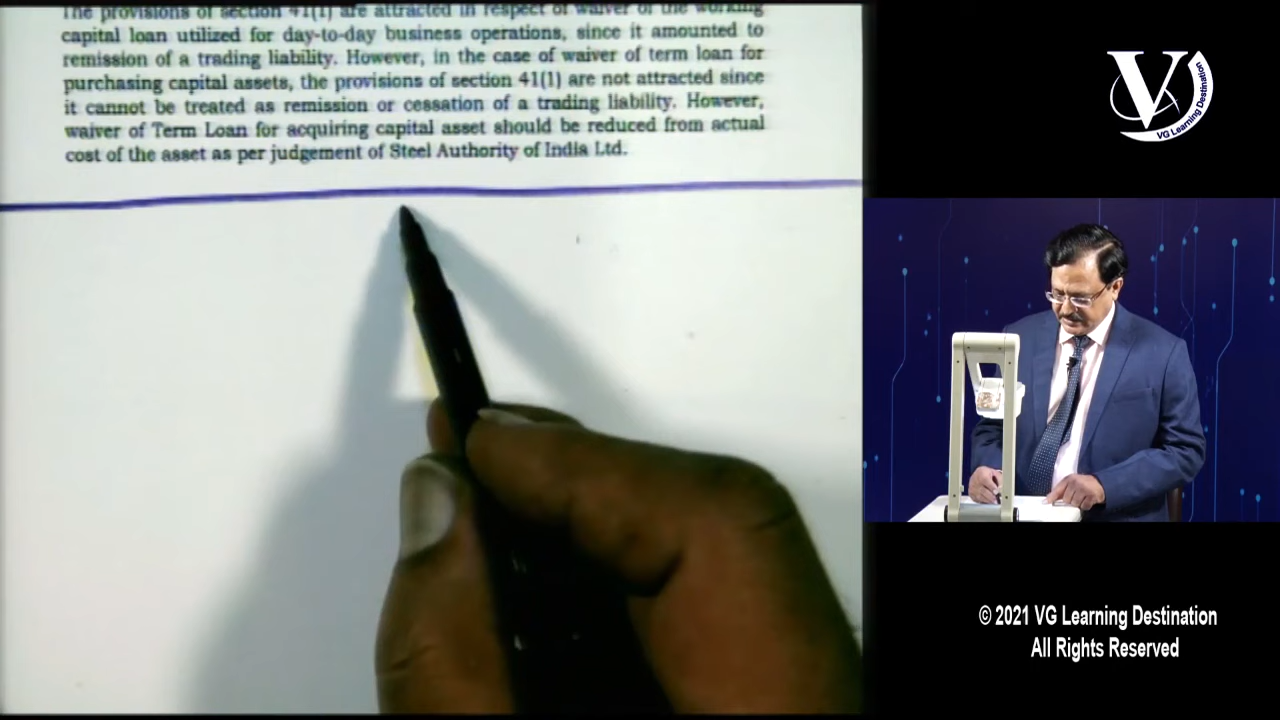 The provisions of section 41(1) are attracted in respect of waiver of the working
capital loan utilized for day-to-day business operations, since it amounted to
remission of a trading liability. However, in the case of waiver of term loan for
purchasing capital assets, the provisions of section 41(1) are not attracted since
it cannot be treated as remission or cessation of a trading liability. However,
waiver of Term Loan for acquiring capital asset should be reduced from actual
cost of the asset as per judgement of Steel Authority of India Ltd.
V
VG Learning Destination
© 2021 VG Learning Destination
All Rights Reserved